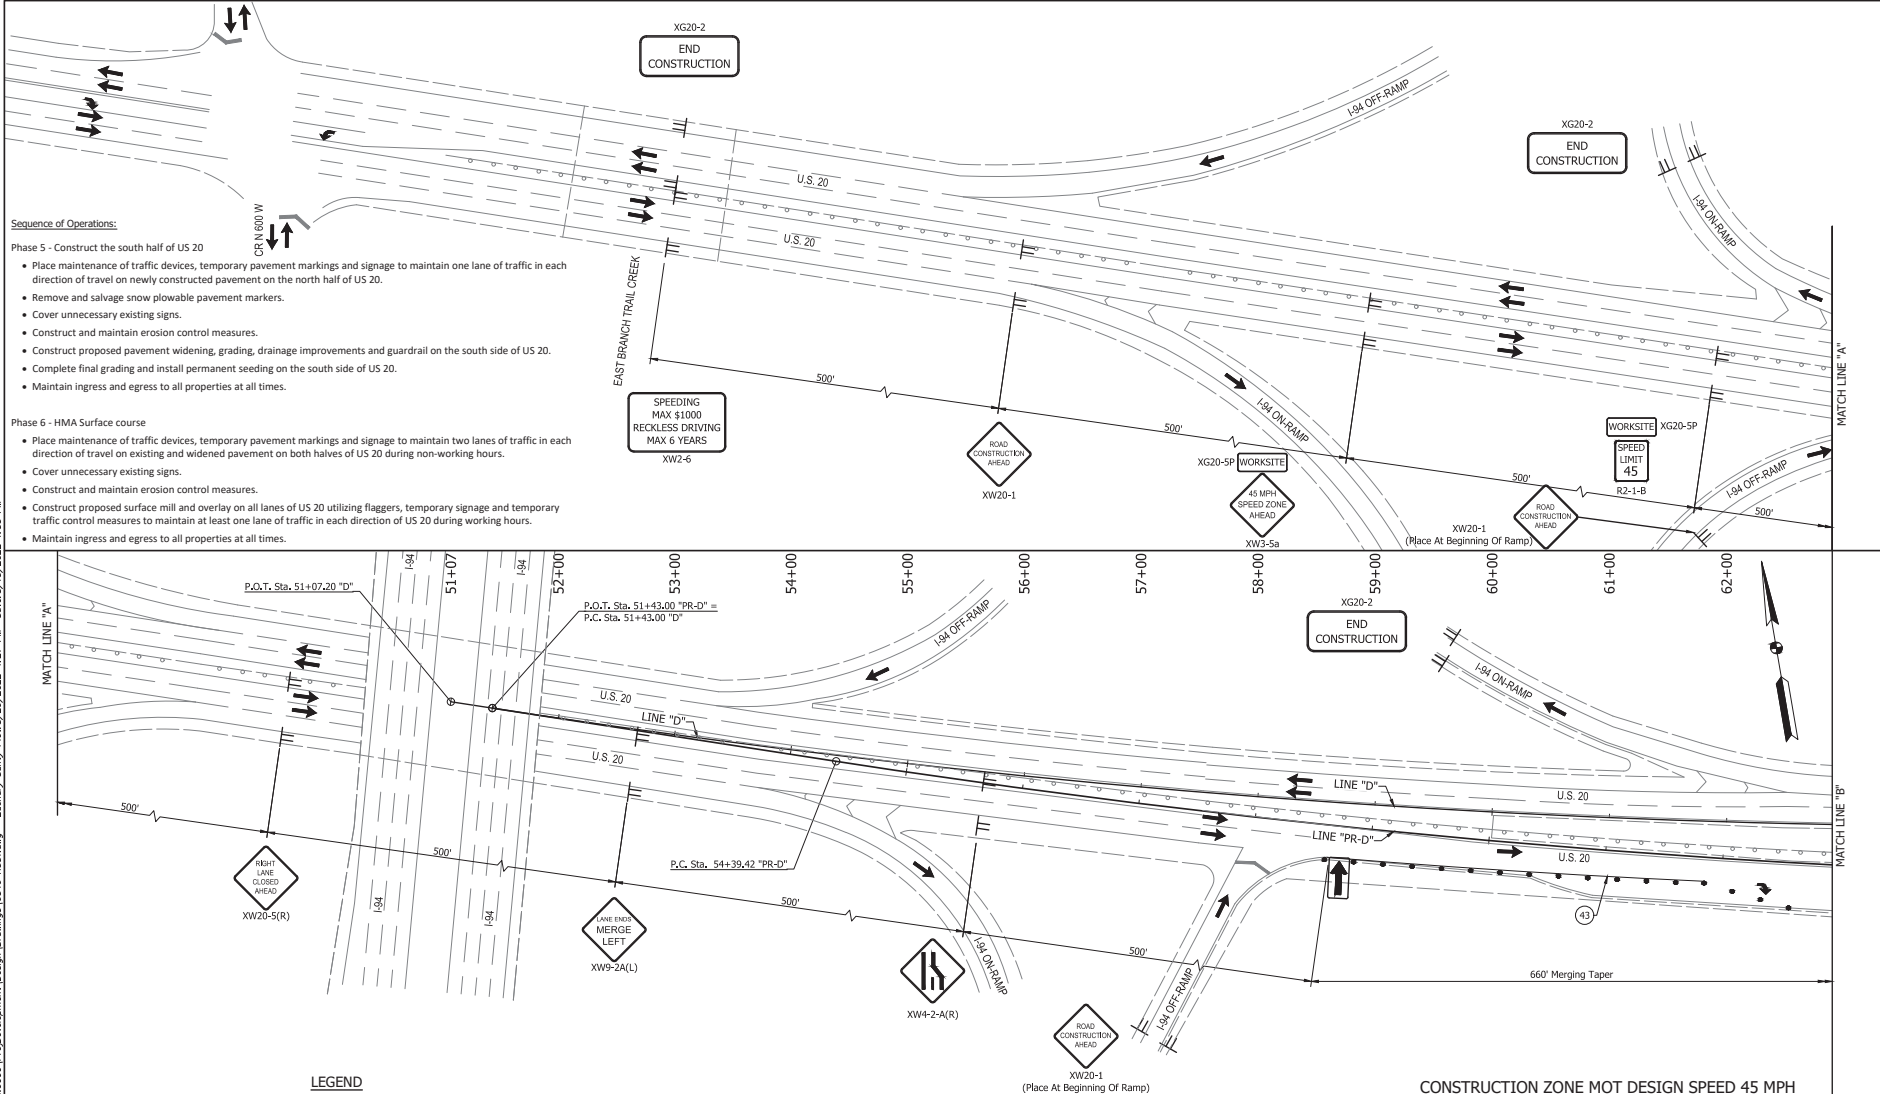 XG20-2
END
CONSTRUCTION
I-94 OFF-RAMP
XG20-2
END
CONSTRUCTION
I-94 ON-RAMP
U.S. 20
U.S. 20
CR N 600 W
EAST BRANCH TRAIL CREEK
MATCH LINE "A"
Sequence of Operations:
Phase 5 - Construct the south half of US 20
• Place maintenance of traffic devices, temporary pavement markings and signage to maintain one lane of traffic in each
direction of travel on newly constructed pavement on the north half of US 20.
• Remove and salvage snow plowable pavement markers.
• Cover unnecessary existing signs.
• Construct and maintain erosion control measures.
• Construct proposed pavement widening, grading, drainage improvements and guardrail on the south side of US 20.
• Complete final grading and install permanent seeding on the south side of US 20.
• Maintain ingress and egress to all properties at all times.
Phase 6 - HMA Surface course
• Place maintenance of traffic devices, temporary pavement markings and signage to maintain two lanes of traffic in each
direction of travel on existing and widened pavement on both halves of US 20 during non-working hours.
• Cover unnecessary existing signs.
• Construct and maintain erosion control measures.
• Construct proposed surface mill and overlay on all lanes of US 20 utilizing flaggers, temporary signage and temporary
traffic control measures to maintain at least one lane of traffic in each direction of US 20 during working hours.
• Maintain ingress and egress to all properties at all times.
500'
SPEEDING
MAX $1000
RECKLESS DRIVING
MAX 6 YEARS
XW2-6
ROAD
CONSTRUCTION
AHEAD
XW20-1
500'
I-94 ON-RAMP
XG20-5P
WORKSITE
45 MPH
SPEED ZONE
AHEAD
XW3-5a
500'
WORKSITE
XG20-5P
SPEED
LIMIT
45
R2-1-B
500'
ROAD
CONSTRUCTION
AHEAD
XW20-1
(Place At Beginning Of Ramp)
I-94 OFF-RAMP
MATCH LINE "A"
I-94
I-94
51+07
52+00
53+00
54+00
55+00
56+00
57+00
58+00
59+00
60+00
61+00
62+00
P.O.T. Sta. 51+07.20 "D"
P.O.T. Sta. 51+43.00 "PR-D" =
P.C. Sta. 51+43.00 "D"
I-94 OFF-RAMP
XG20-2
END
CONSTRUCTION
I-94 ON-RAMP
U.S. 20
LINE "D"
U.S. 20
LINE "D"
U.S. 20
LINE "PR-D"
U.S. 20
MATCH LINE "B"
500'
500'
P.C. Sta. 54+39.42 "PR-D"
500'
500'
43
660' Merging Taper
RIGHT
LANE
CLOSED
AHEAD
XW20-5(R)
I-94
I-94
LANE ENDS
MERGE
LEFT
XW9-2A(L)
XW4-2-A(R)
I-94 ON-RAMP
ROAD
CONSTRUCTION
AHEAD
XW20-1
(Place At Beginning Of Ramp)
I-94 OFF-RAMP
LEGEND
CONSTRUCTION ZONE MOT DESIGN SPEED 45 MPH